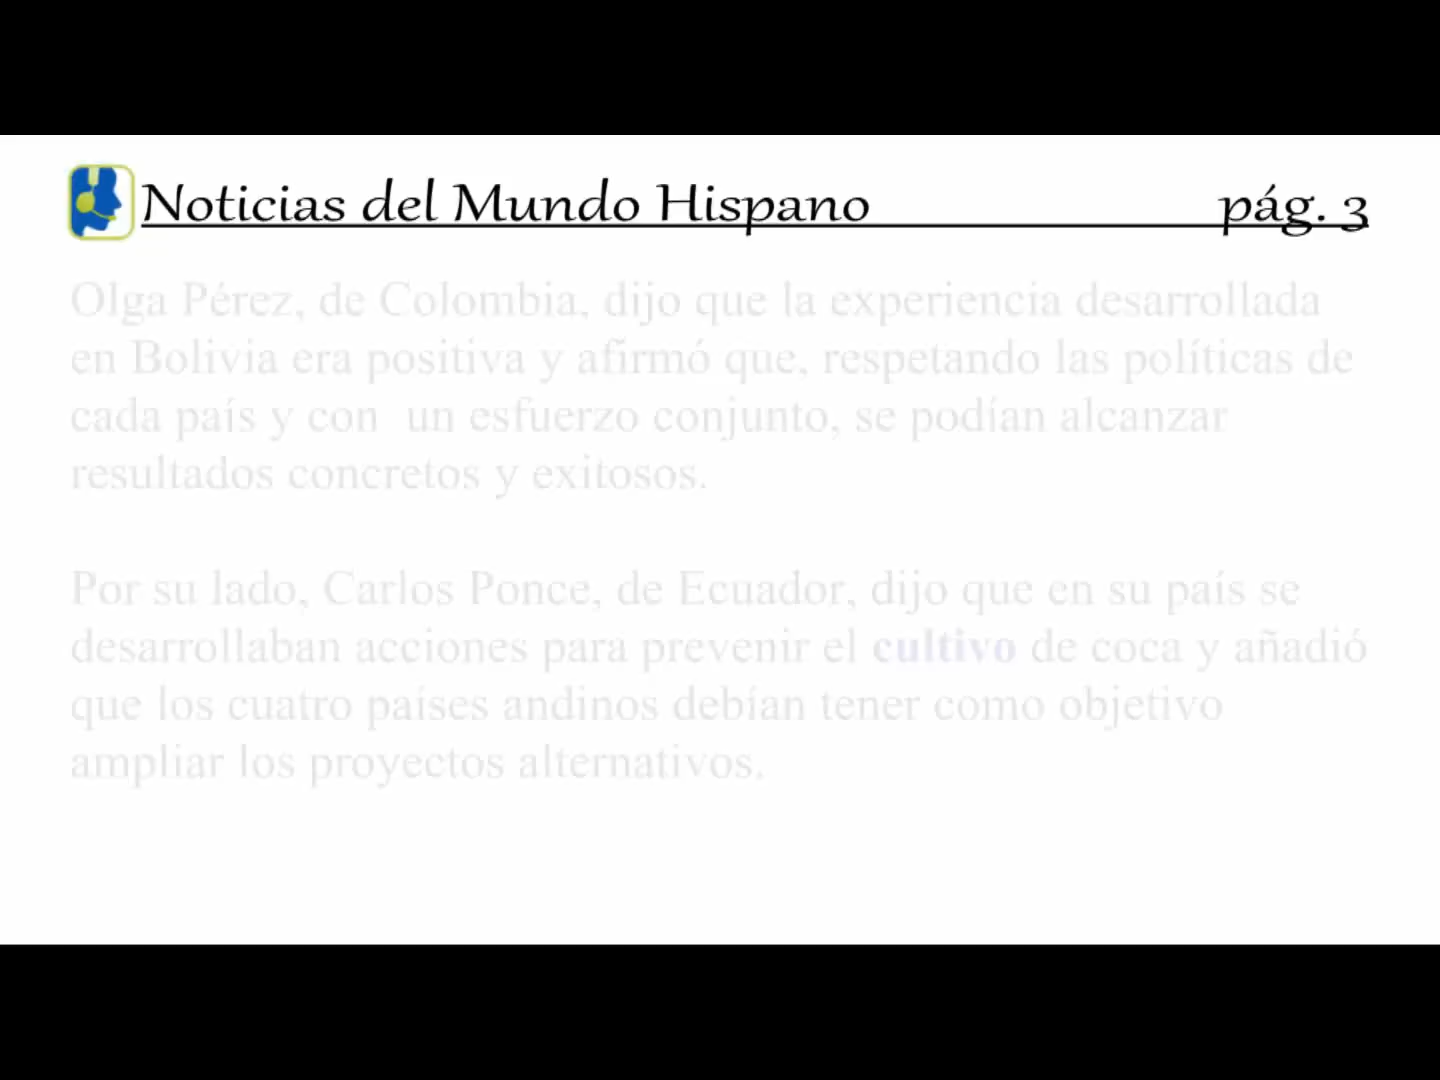 Noticias del Mundo Hispano pág. 3
Olga Pérez, de Colombia, dijo que la experiencia desarrollada
en Bolivia era positiva y afirmó que, respetando las políticas de
cada país y con un esfuerzo conjunto, se podían alcanzar
resultados concretos y exitosos.
Por su lado, Carlos Ponce, de Ecuador, dijo que en su país se
desarrollaban acciones para prevenir el cultivo de coca y añadió
que los cuatro países andinos debían tener como objetivo
ampliar los proyectos alternativos.